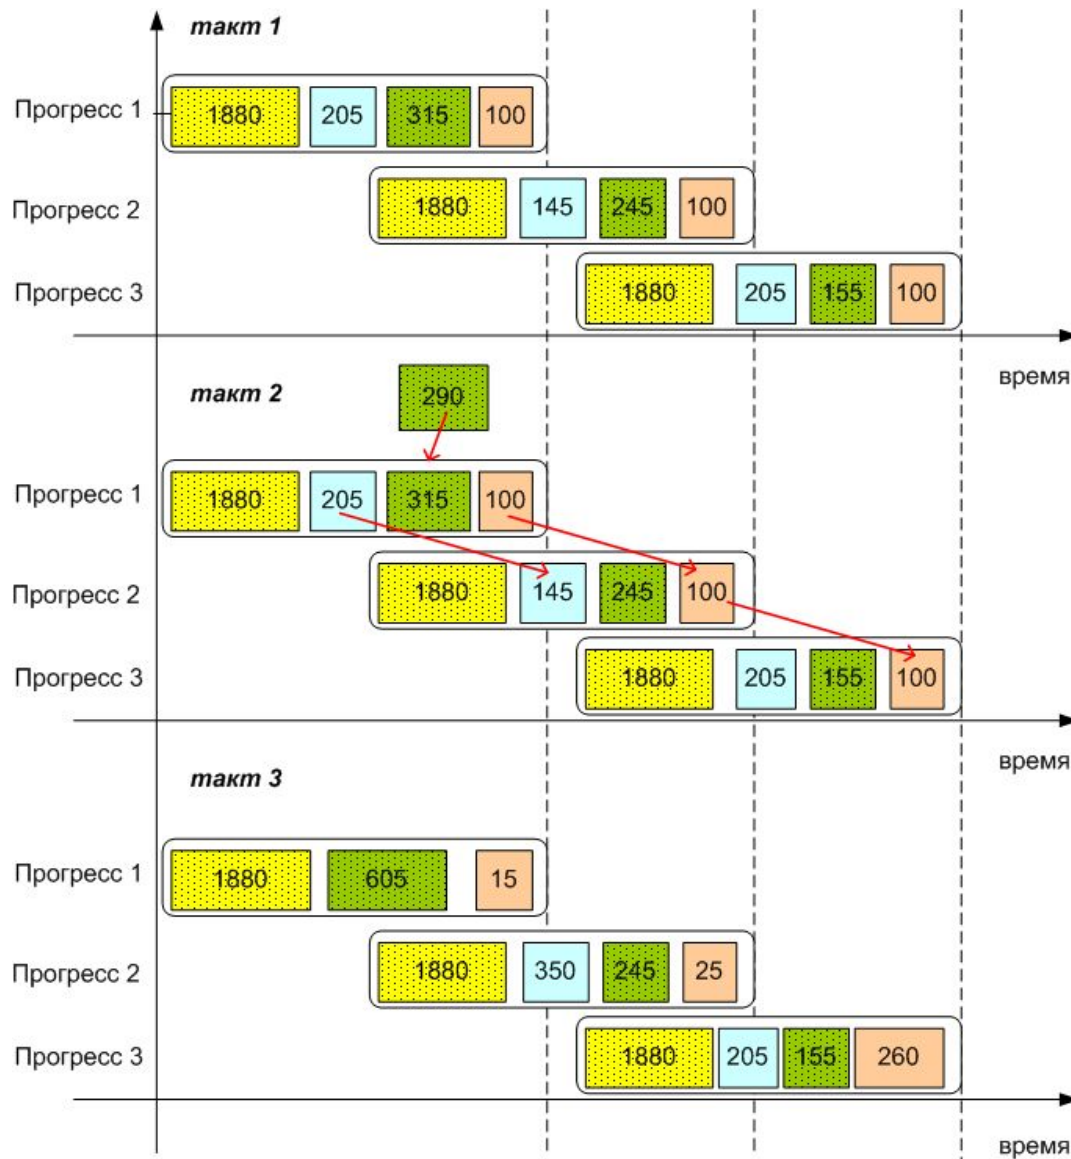 такт 1
Прогресс 1 1880 205 315 100
Прогресс 2 1880 145 245 100
Прогресс 3 1880 205 155 100
время
такт 2
290
Прогресс 1 1880 205 315 100
Прогресс 2 1880 145 245 100
Прогресс 3 1880 205 155 100
время
такт 3
Прогресс 1 1880 605 15
Прогресс 2 1880 350 245 25
Прогресс 3 1880 205 155 260
время